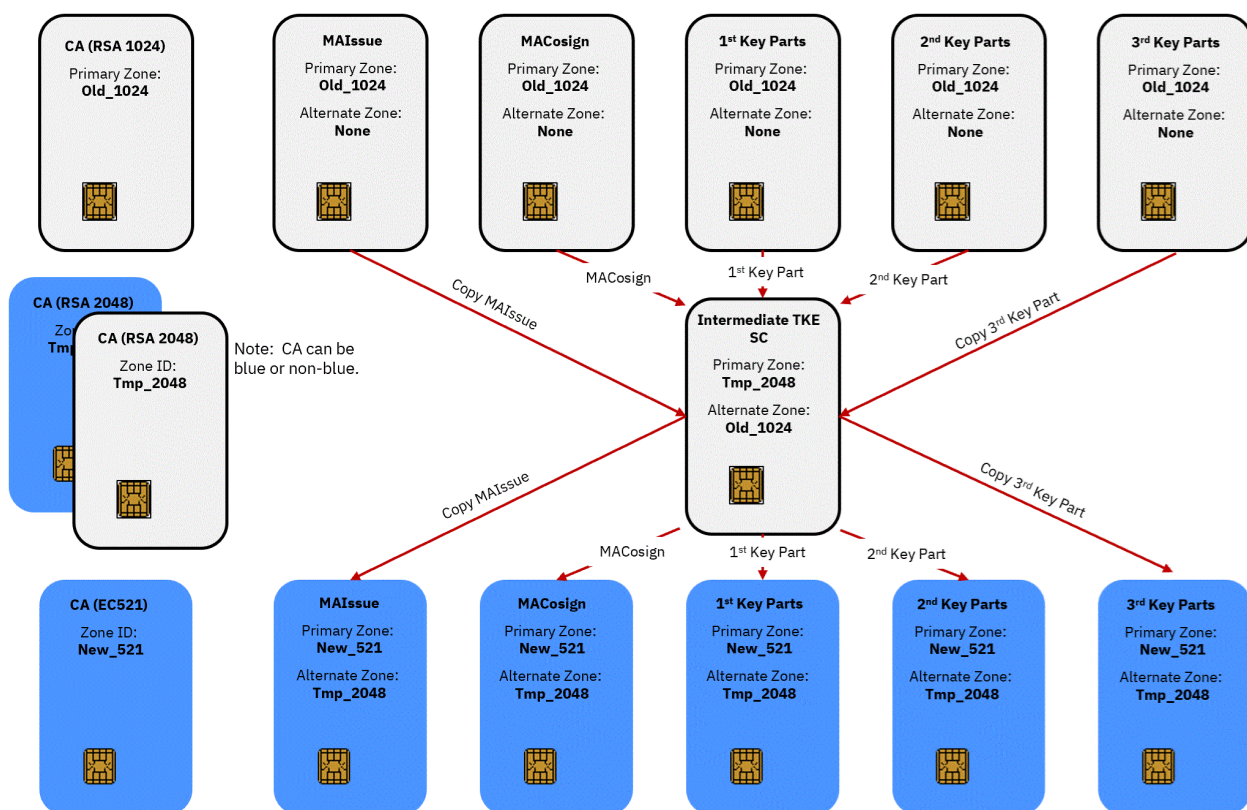 CA (RSA 1024)
Primary Zone:
Old_1024
MAIssue
Primary Zone:
Old_1024
Alternate Zone:
None
MACosign
Primary Zone:
Old_1024
Alternate Zone:
None
1st Key Parts
Primary Zone:
Old_1024
Alternate Zone:
None
2nd Key Parts
Primary Zone:
Old_1024
Alternate Zone:
None
3rd Key Parts
Primary Zone:
Old_1024
Alternate Zone:
None
Copy MAIssue
MACosign
1st Key Part
2nd Key Part
Copy 3rd Key Part
CA (RSA 2048)
Zo
Tmp
CA (RSA 2048)
Zone ID:
Tmp_2048
Note: CA can be
blue or non-blue.
Intermediate TKE
SC
Primary Zone:
Tmp_2048
Alternate Zone:
Old_1024
Copy MAIssue
MACosign
1st Key Part
2nd Key Part
Copy 3rd Key Part
CA (EC521)
Zone ID:
New_521
MAIssue
Primary Zone:
New_521
Alternate Zone:
Tmp_2048
MACosign
Primary Zone:
New_521
Alternate Zone:
Tmp_2048
1st Key Parts
Primary Zone:
New_521
Alternate Zone:
Tmp_2048
2nd Key Parts
Primary Zone:
New_521
Alternate Zone:
Tmp_2048
3rd Key Parts
Primary Zone:
New_521
Alternate Zone:
Tmp_2048